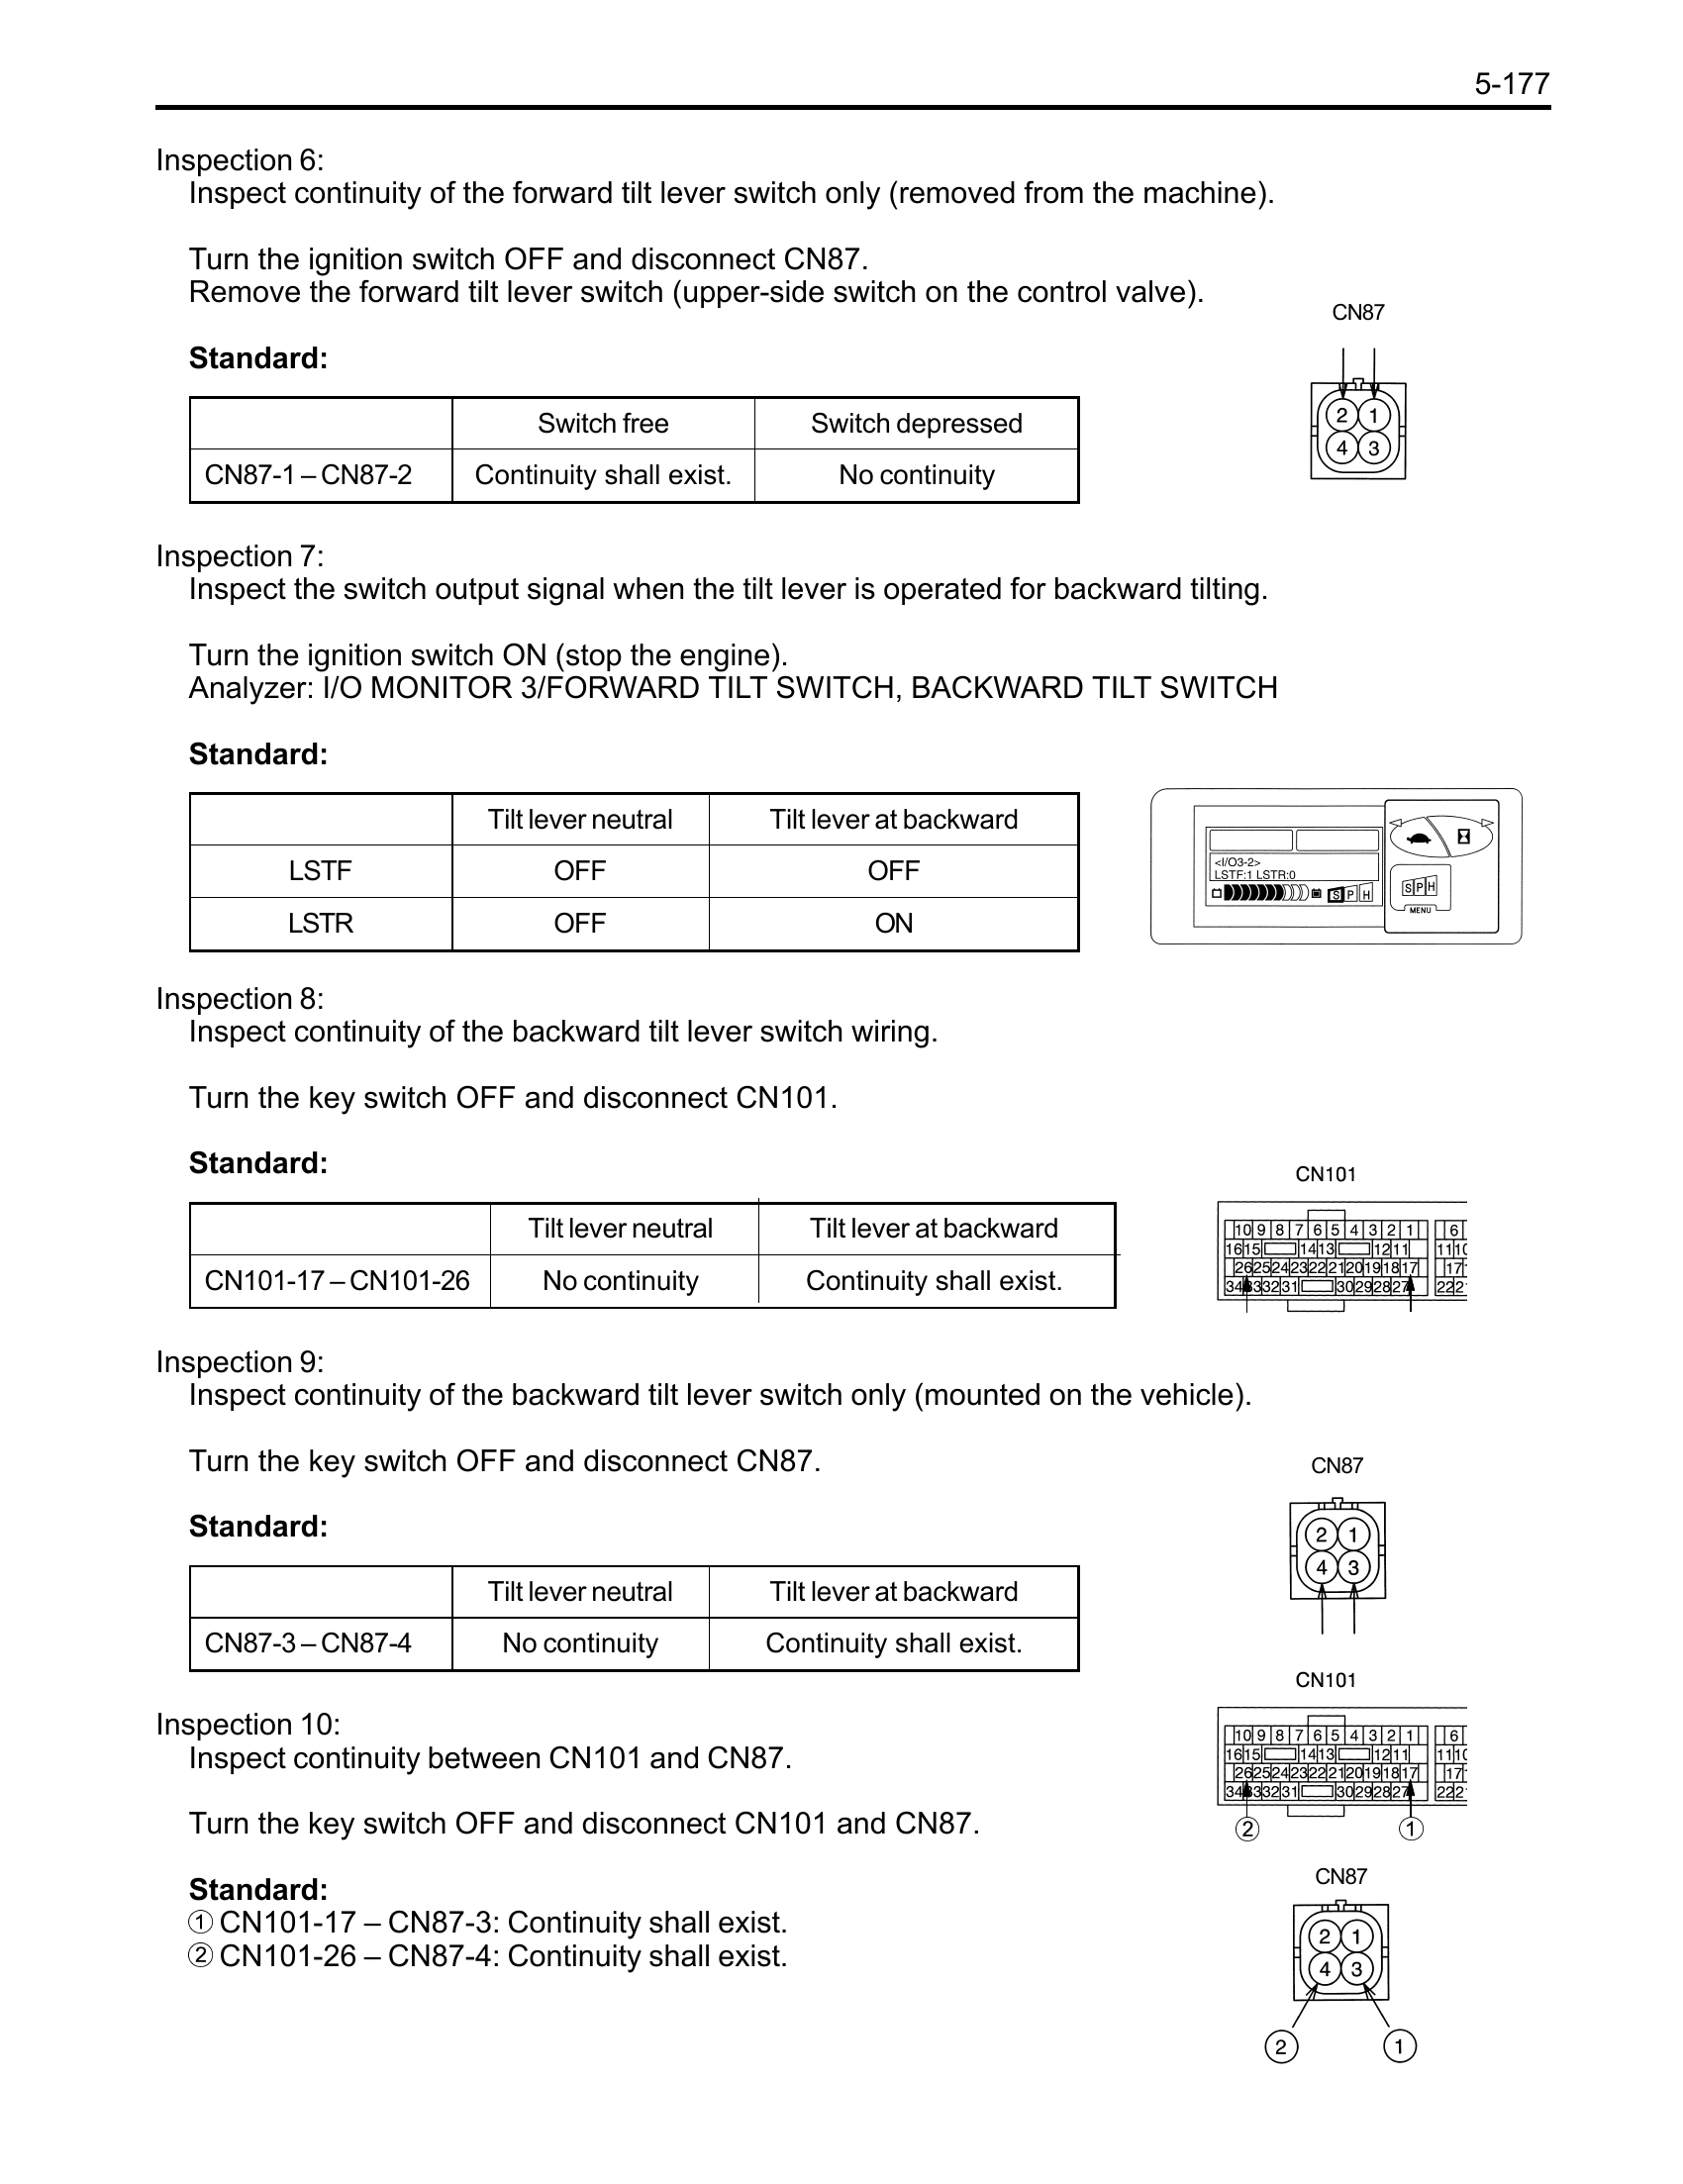 5-177
Inspection 6:
Inspect continuity of the forward tilt lever switch only (removed from the machine).
Turn the ignition switch OFF and disconnect CN87.
Remove the forward tilt lever switch (upper-side switch on the control valve).
CN87
Standard:
Switch free Switch depressed
CN87-1 – CN87-2 Continuity shall exist. No continuity
2 1
4 3
Inspection 7:
Inspect the switch output signal when the tilt lever is operated for backward tilting.
Turn the ignition switch ON (stop the engine).
Analyzer: I/O MONITOR 3/FORWARD TILT SWITCH, BACKWARD TILT SWITCH
Standard:
Tilt lever neutral Tilt lever at backward
LSTF OFF OFF
LSTR OFF ON
<I/O3-2>
LSTF:1 LSTR:0
S P H
S P H
MENU
Inspection 8:
Inspect continuity of the backward tilt lever switch wiring.
Turn the key switch OFF and disconnect CN101.
Standard:
CN101
Tilt lever neutral Tilt lever at backward
CN101-17 – CN101-26 No continuity Continuity shall exist.
10 9 8 7 6 5 4 3 2 1 6
16 15 14 13 12 11 11
26 25 24 23 22 21 20 19 18 17 17
34 33 32 31 30 29 28 27 22
Inspection 9:
Inspect continuity of the backward tilt lever switch only (mounted on the vehicle).
Turn the key switch OFF and disconnect CN87.
CN87
Standard:
2 1
4 3
Tilt lever neutral Tilt lever at backward
CN87-3 – CN87-4 No continuity Continuity shall exist.
CN101
Inspection 10:
Inspect continuity between CN101 and CN87.
10 9 8 7 6 5 4 3 2 1 6
16 15 14 13 12 11 11
26 25 24 23 22 21 20 19 18 17 17
34 33 32 31 30 29 28 27 22
② ①
Turn the key switch OFF and disconnect CN101 and CN87.
CN87
Standard:
① CN101-17 – CN87-3: Continuity shall exist.
② CN101-26 – CN87-4: Continuity shall exist.
2 1
4 3
② ①